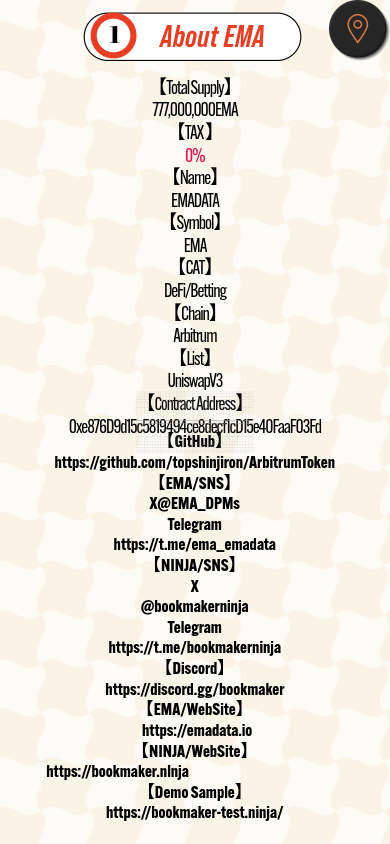 1
About EMA
【Total Supply】
777,000,000EMA
【TAX】
0%
【Name】
EMADATA
【Symbol】
EMA
【CAT】
DeFi/Betting
【Chain】
Arbitrum
【List】
UniswapV3
【Contract Address】
0xe876D9d15c5819494ce8decf1cD15e40FaaF03Fd
【GitHub】
https://github.com/topshinjiron/ArbitrumToken
【EMA/SNS】
X@EMA_DPMs
Telegram
https://t.me/ema_emadata
【NINJA/SNS】
X
@bookmakerninja
Telegram
https://t.me/bookmakerninja
【Discord】
https://discord.gg/bookmaker
【EMA/WebSite】
https://emadata.io
【NINJA/WebSite】
https://bookmaker.nInja
【Demo Sample】
https://bookmaker-test.ninja/